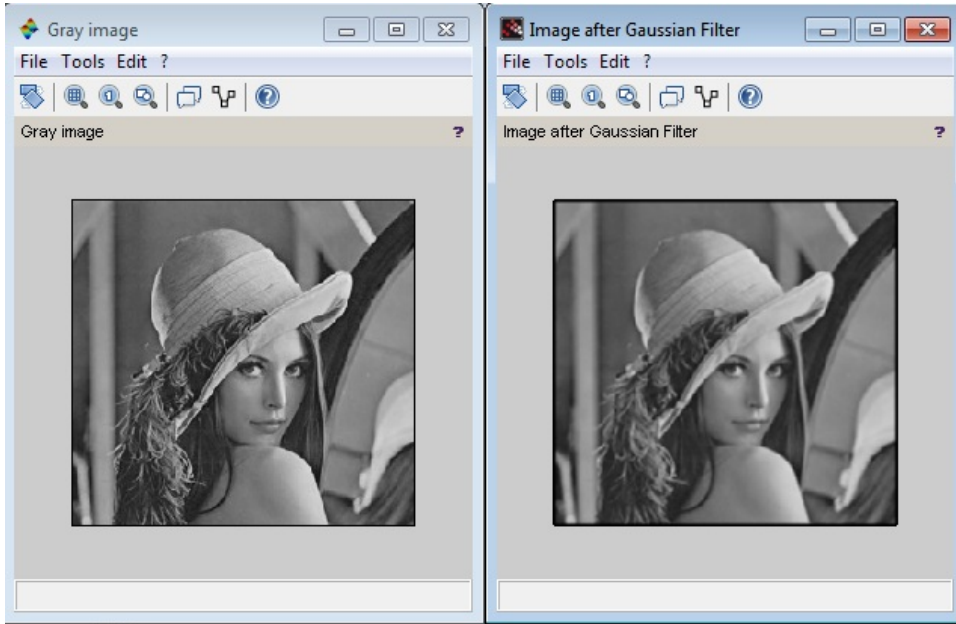 Gray image
File Tools Edit ?
Gray image ?
Image after Gaussian Filter
File Tools Edit ?
Image after Gaussian Filter ?